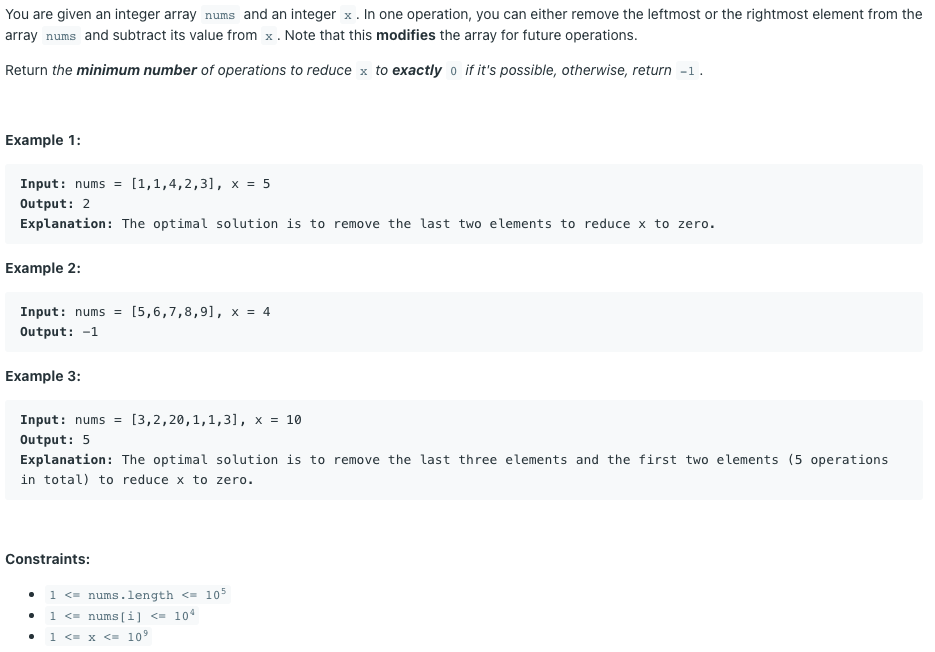 You are given an integer array nums and an integer x. In one operation, you can either remove the leftmost or the rightmost element from the
array nums and subtract its value from x. Note that this modifies the array for future operations.
Return the minimum number of operations to reduce x to exactly 0 if it's possible, otherwise, return -1.
Example 1:
Input: nums = [1,1,4,2,3], x = 5
Output: 2
Explanation: The optimal solution is to remove the last two elements to reduce x to zero.
Example 2:
Input: nums = [5,6,7,8,9], x = 4
Output: -1
Example 3:
Input: nums = [3,2,20,1,1,3], x = 10
Output: 5
Explanation: The optimal solution is to remove the last three elements and the first two elements (5 operations
in total) to reduce x to zero.
Constraints:
• 1 <= nums.length <= 10⁵
• 1 <= nums[i] <= 10⁴
• 1 <= x <= 10⁹